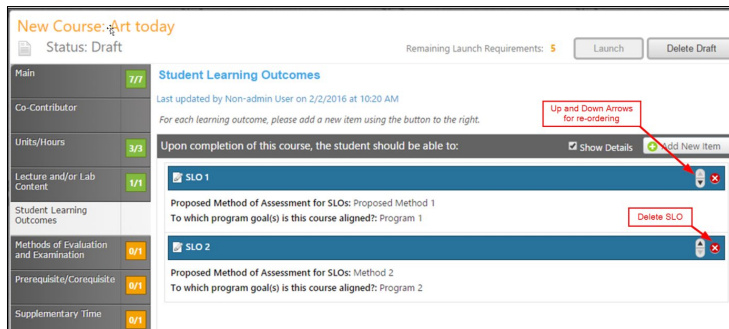 New Course: Art today
Status: Draft
Remaining Launch Requirements: 5
Launch
Delete Draft
Main
7/7
Co-Contributor
Units/Hours
3/3
Lecture and/or Lab
Content
1/1
Student Learning
Outcomes
Methods of Evaluation
and Examination
0/1
Prerequisite/Corequisite
0/1
Supplementary Time
0/1
Student Learning Outcomes
Last updated by Non-admin User on 2/2/2016 at 10:20 AM
For each learning outcome, please add a new item using the button to the right.
Up and Down Arrows
for re-ordering
Upon completion of this course, the student should be able to:
Show Details
Add New Item
SLO 1
Proposed Method of Assessment for SLOs: Proposed Method 1
To which program goal(s) is this course aligned?: Program 1
Delete SLO
SLO 2
Proposed Method of Assessment for SLOs: Method 2
To which program goal(s) is this course aligned?: Program 2